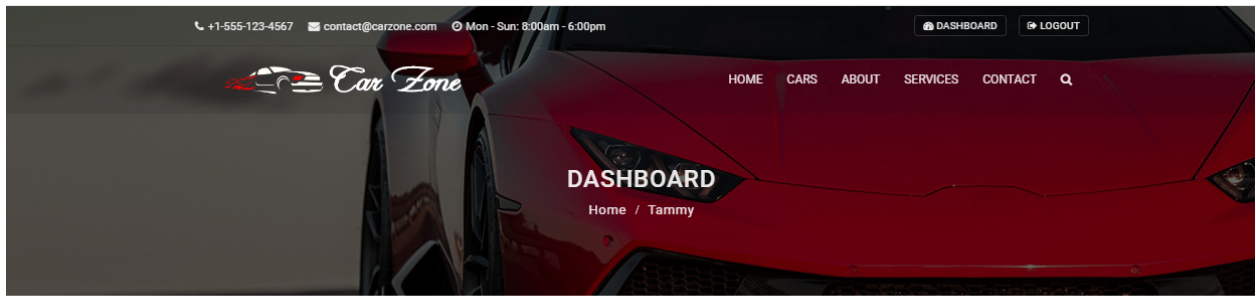 +1-555-123-4567 contact@carzone.com Mon - Sun: 8:00am - 6:00pm DASHBOARD LOGOUT
Car Zone HOME CARS ABOUT SERVICES CONTACT
DASHBOARD
Home / Tammy